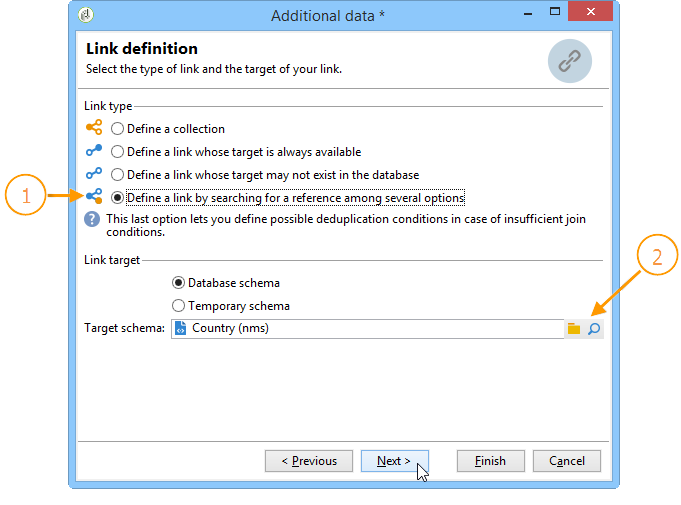 Additional data *
Link definition
Select the type of link and the target of your link.
Link type
Define a collection
Define a link whose target is always available
Define a link whose target may not exist in the database
1
Define a link by searching for a reference among several options
? This last option lets you define possible deduplication conditions in case of insufficient join
conditions.
2
Link target
Database schema
Temporary schema
Target schema: Country (nms)
< Previous Next > Finish Cancel